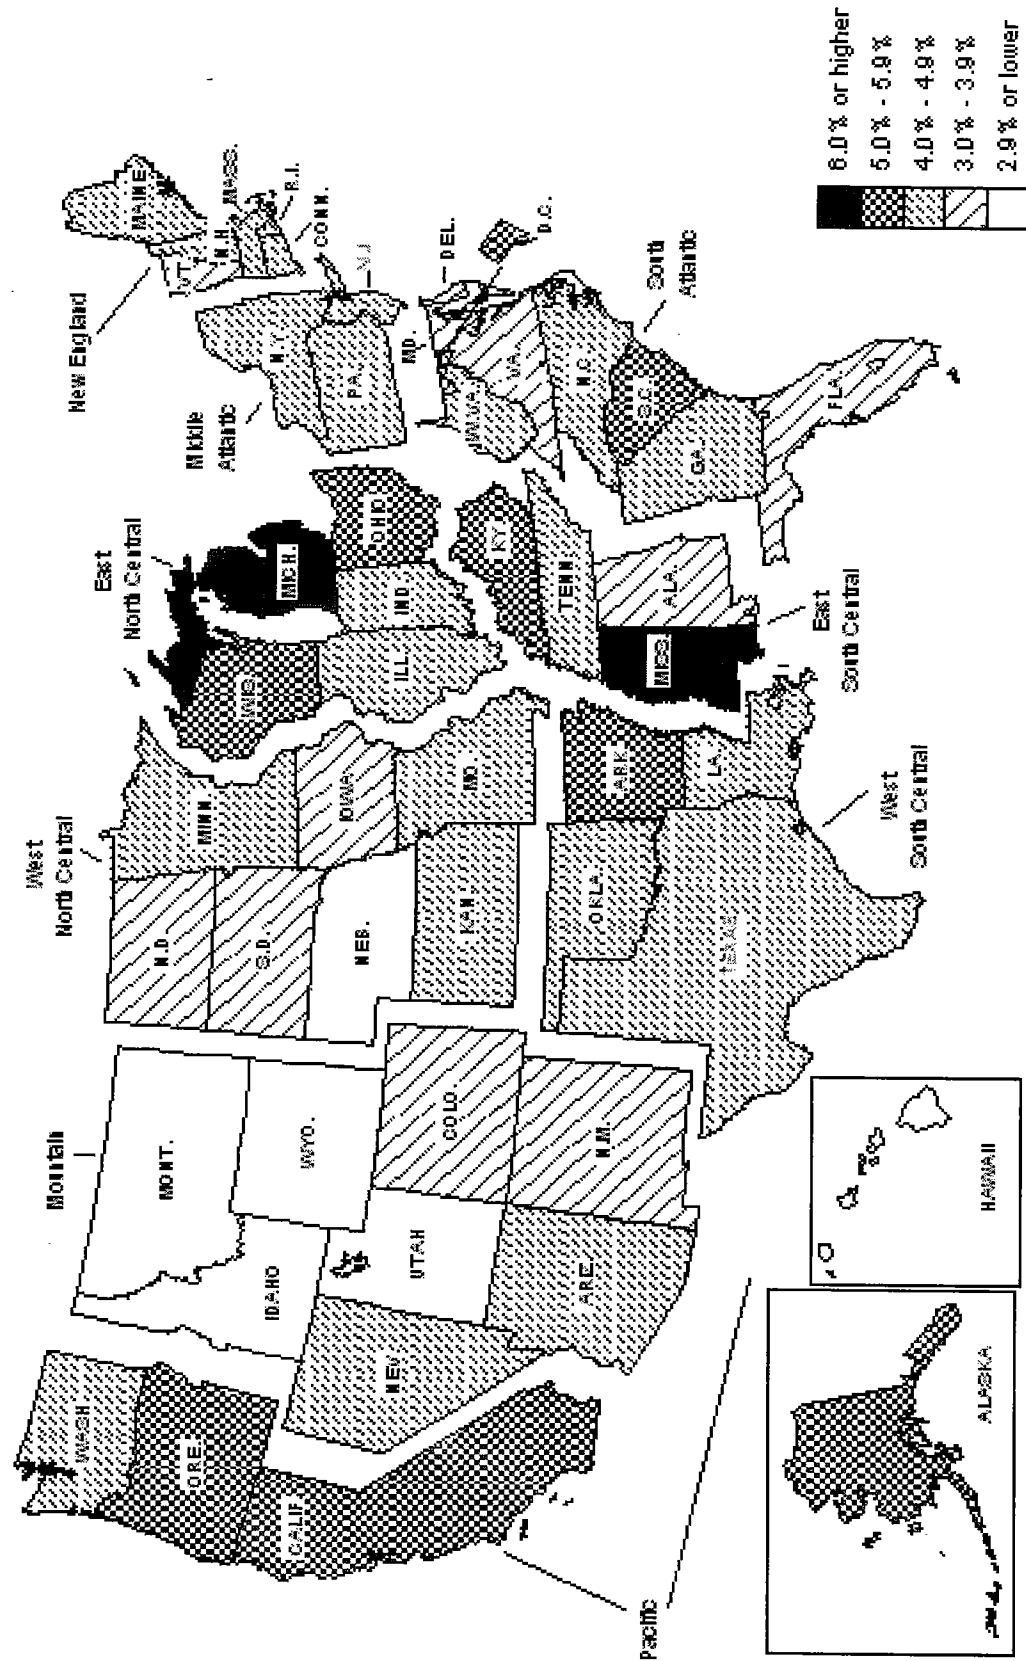 Pacific
Mountain
West
North Central
East
North Central
Middle
Atlantic
New England
WASH
ORE.
CALIF.
NEV.
IDAHO
MONT.
WYO.
UTAH
ARIZ.
COLO.
N.M.
N.D.
S.D.
NEB.
KAN.
MINN.
IOWA
MO.
OKLA.
TEXAS
ARK.
LA.
WIS.
ILL.
IND.
MICH.
OHIO
KY.
TENN.
MISS.
ALA.
N.Y.
PA.
N.J.
MAINE
VT.
N.H.
MASS.
R.I.
CONN.
DEL.
MD.
D.C.
W.VA.
VA.
N.C.
S.C.
GA.
FLA.
South
Atlantic
East
South Central
West
South Central
ALASKA
HAWAII
6.0% or higher
5.0% - 5.9%
4.0% - 4.9%
3.0% - 3.9%
2.9% or lower